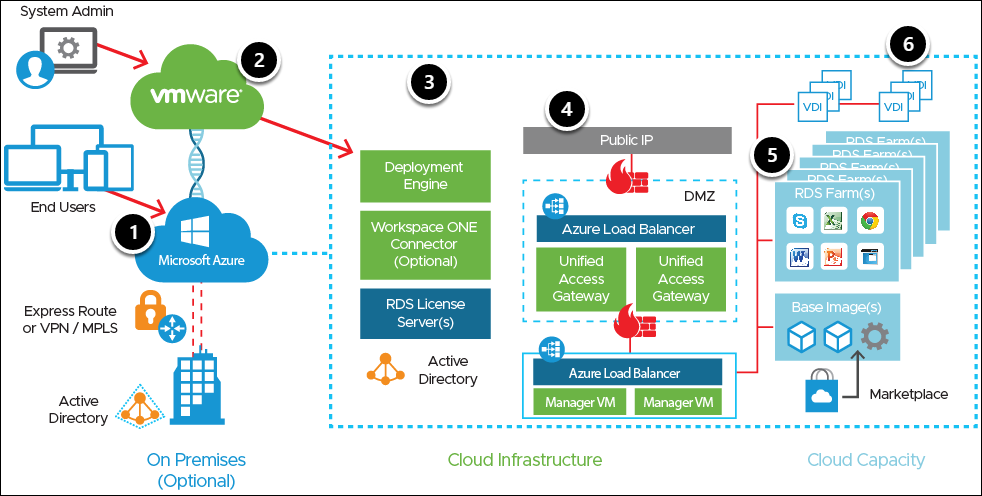 System Admin
vmware®
2
End Users
1
Microsoft Azure
Express Route
or VPN / MPLS
Active
Directory
On Premises
(Optional)
3
Deployment
Engine
Workspace ONE
Connector
(Optional)
RDS License
Server(s)
Active
Directory
4
Public IP
DMZ
Azure Load Balancer
Unified
Access
Gateway
Unified
Access
Gateway
Azure Load Balancer
Manager VM
Manager VM
Cloud Infrastructure
6
VDI
VDI
5
RDS Farm(s)
RDS Farm(s)
RDS Farm(s)
RDS Farm(s)
RDS Farm(s)
Base Image(s)
Marketplace
Cloud Capacity